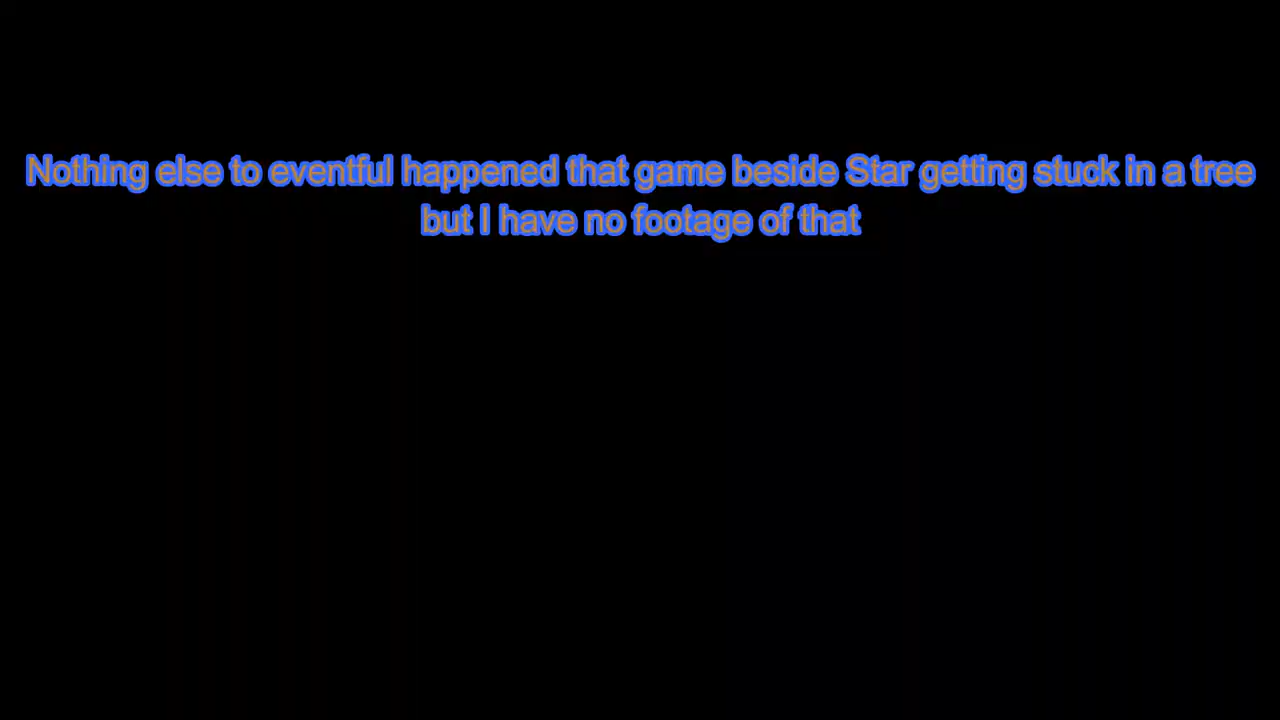 Nothing else to eventful happened that game beside Star getting stuck in a tree
but I have no footage of that